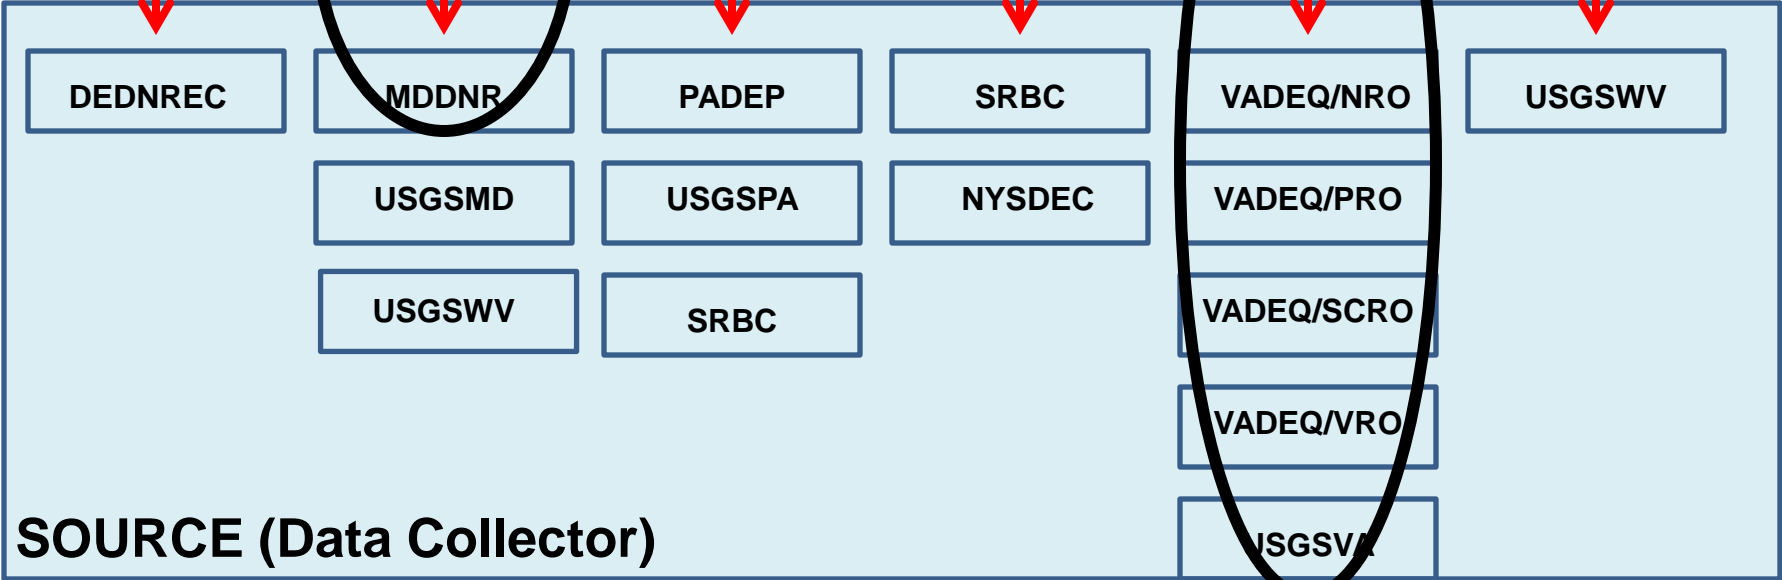 DEDNREC
MDDNR
PADEP
SRBC
VADEQ/NRO
USGSWV
USGSMD
USGSPA
NYSDEC
VADEQ/PRO
USGSWV
SRBC
VADEQ/SCRO
VADEQ/VRO
USGSVA
SOURCE (Data Collector)